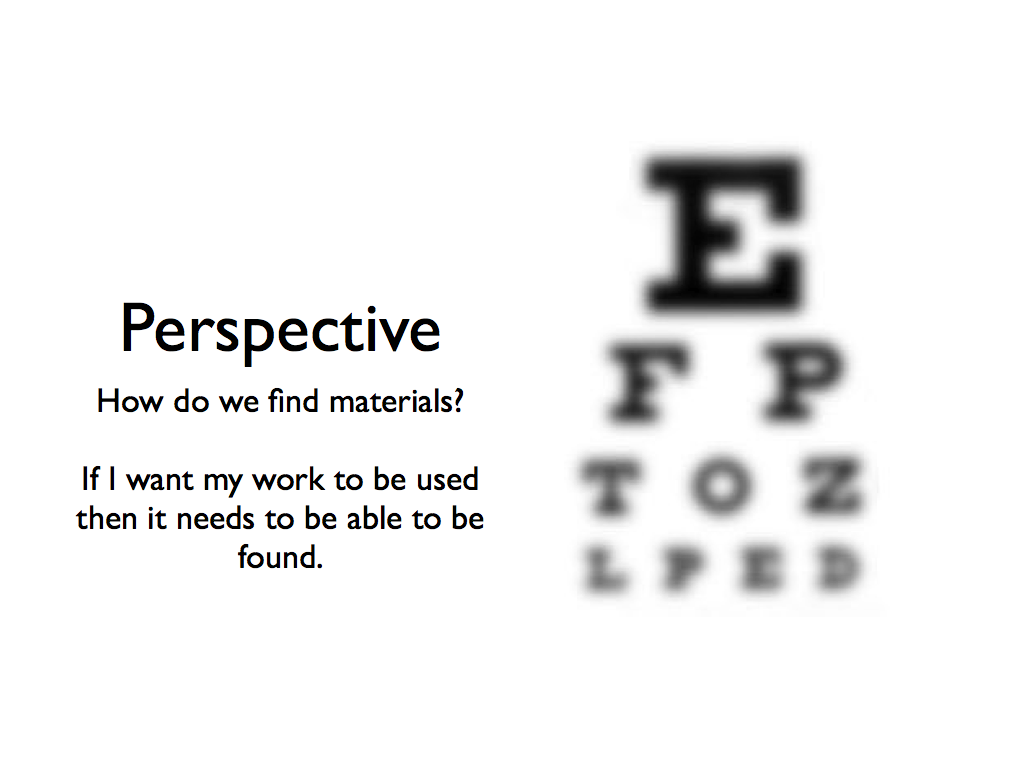 Perspective
How do we find materials?
If I want my work to be used
then it needs to be able to be
found.
E
F P
T O Z
L P E D